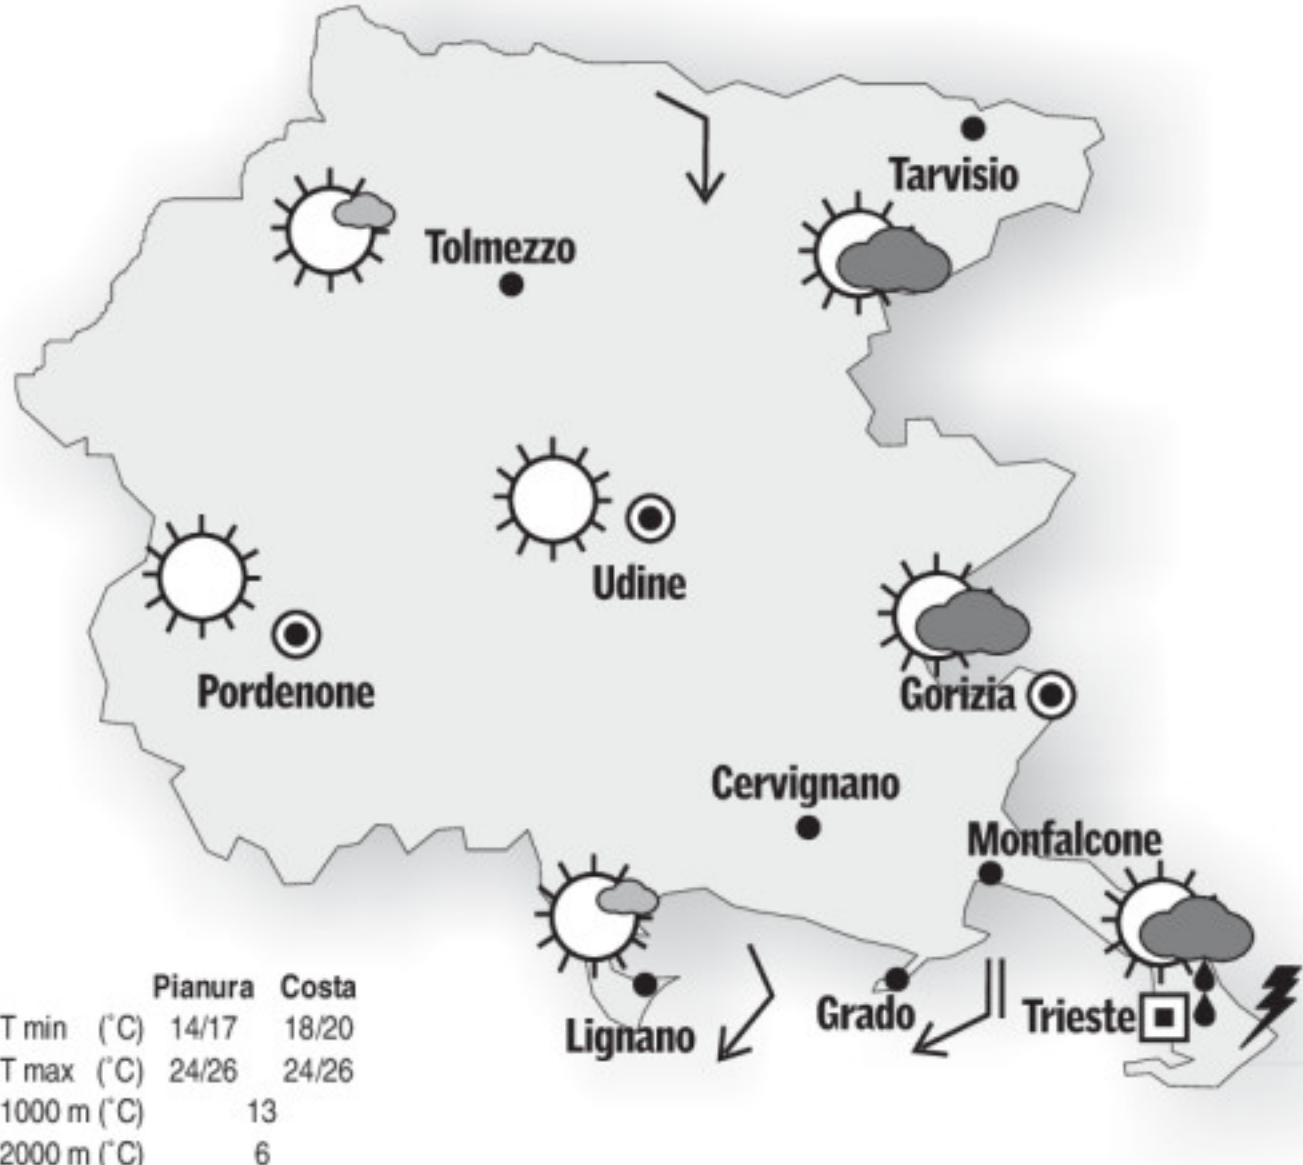 Tarvisio
Tolmezzo
Udine
Pordenone
Gorizia
Cervignano
Monfalcone
Grado
Trieste
Lignano
Pianura Costa
T min (°C) 14/17 18/20
T max (°C) 24/26 24/26
1000 m (°C) 13
2000 m (°C) 6